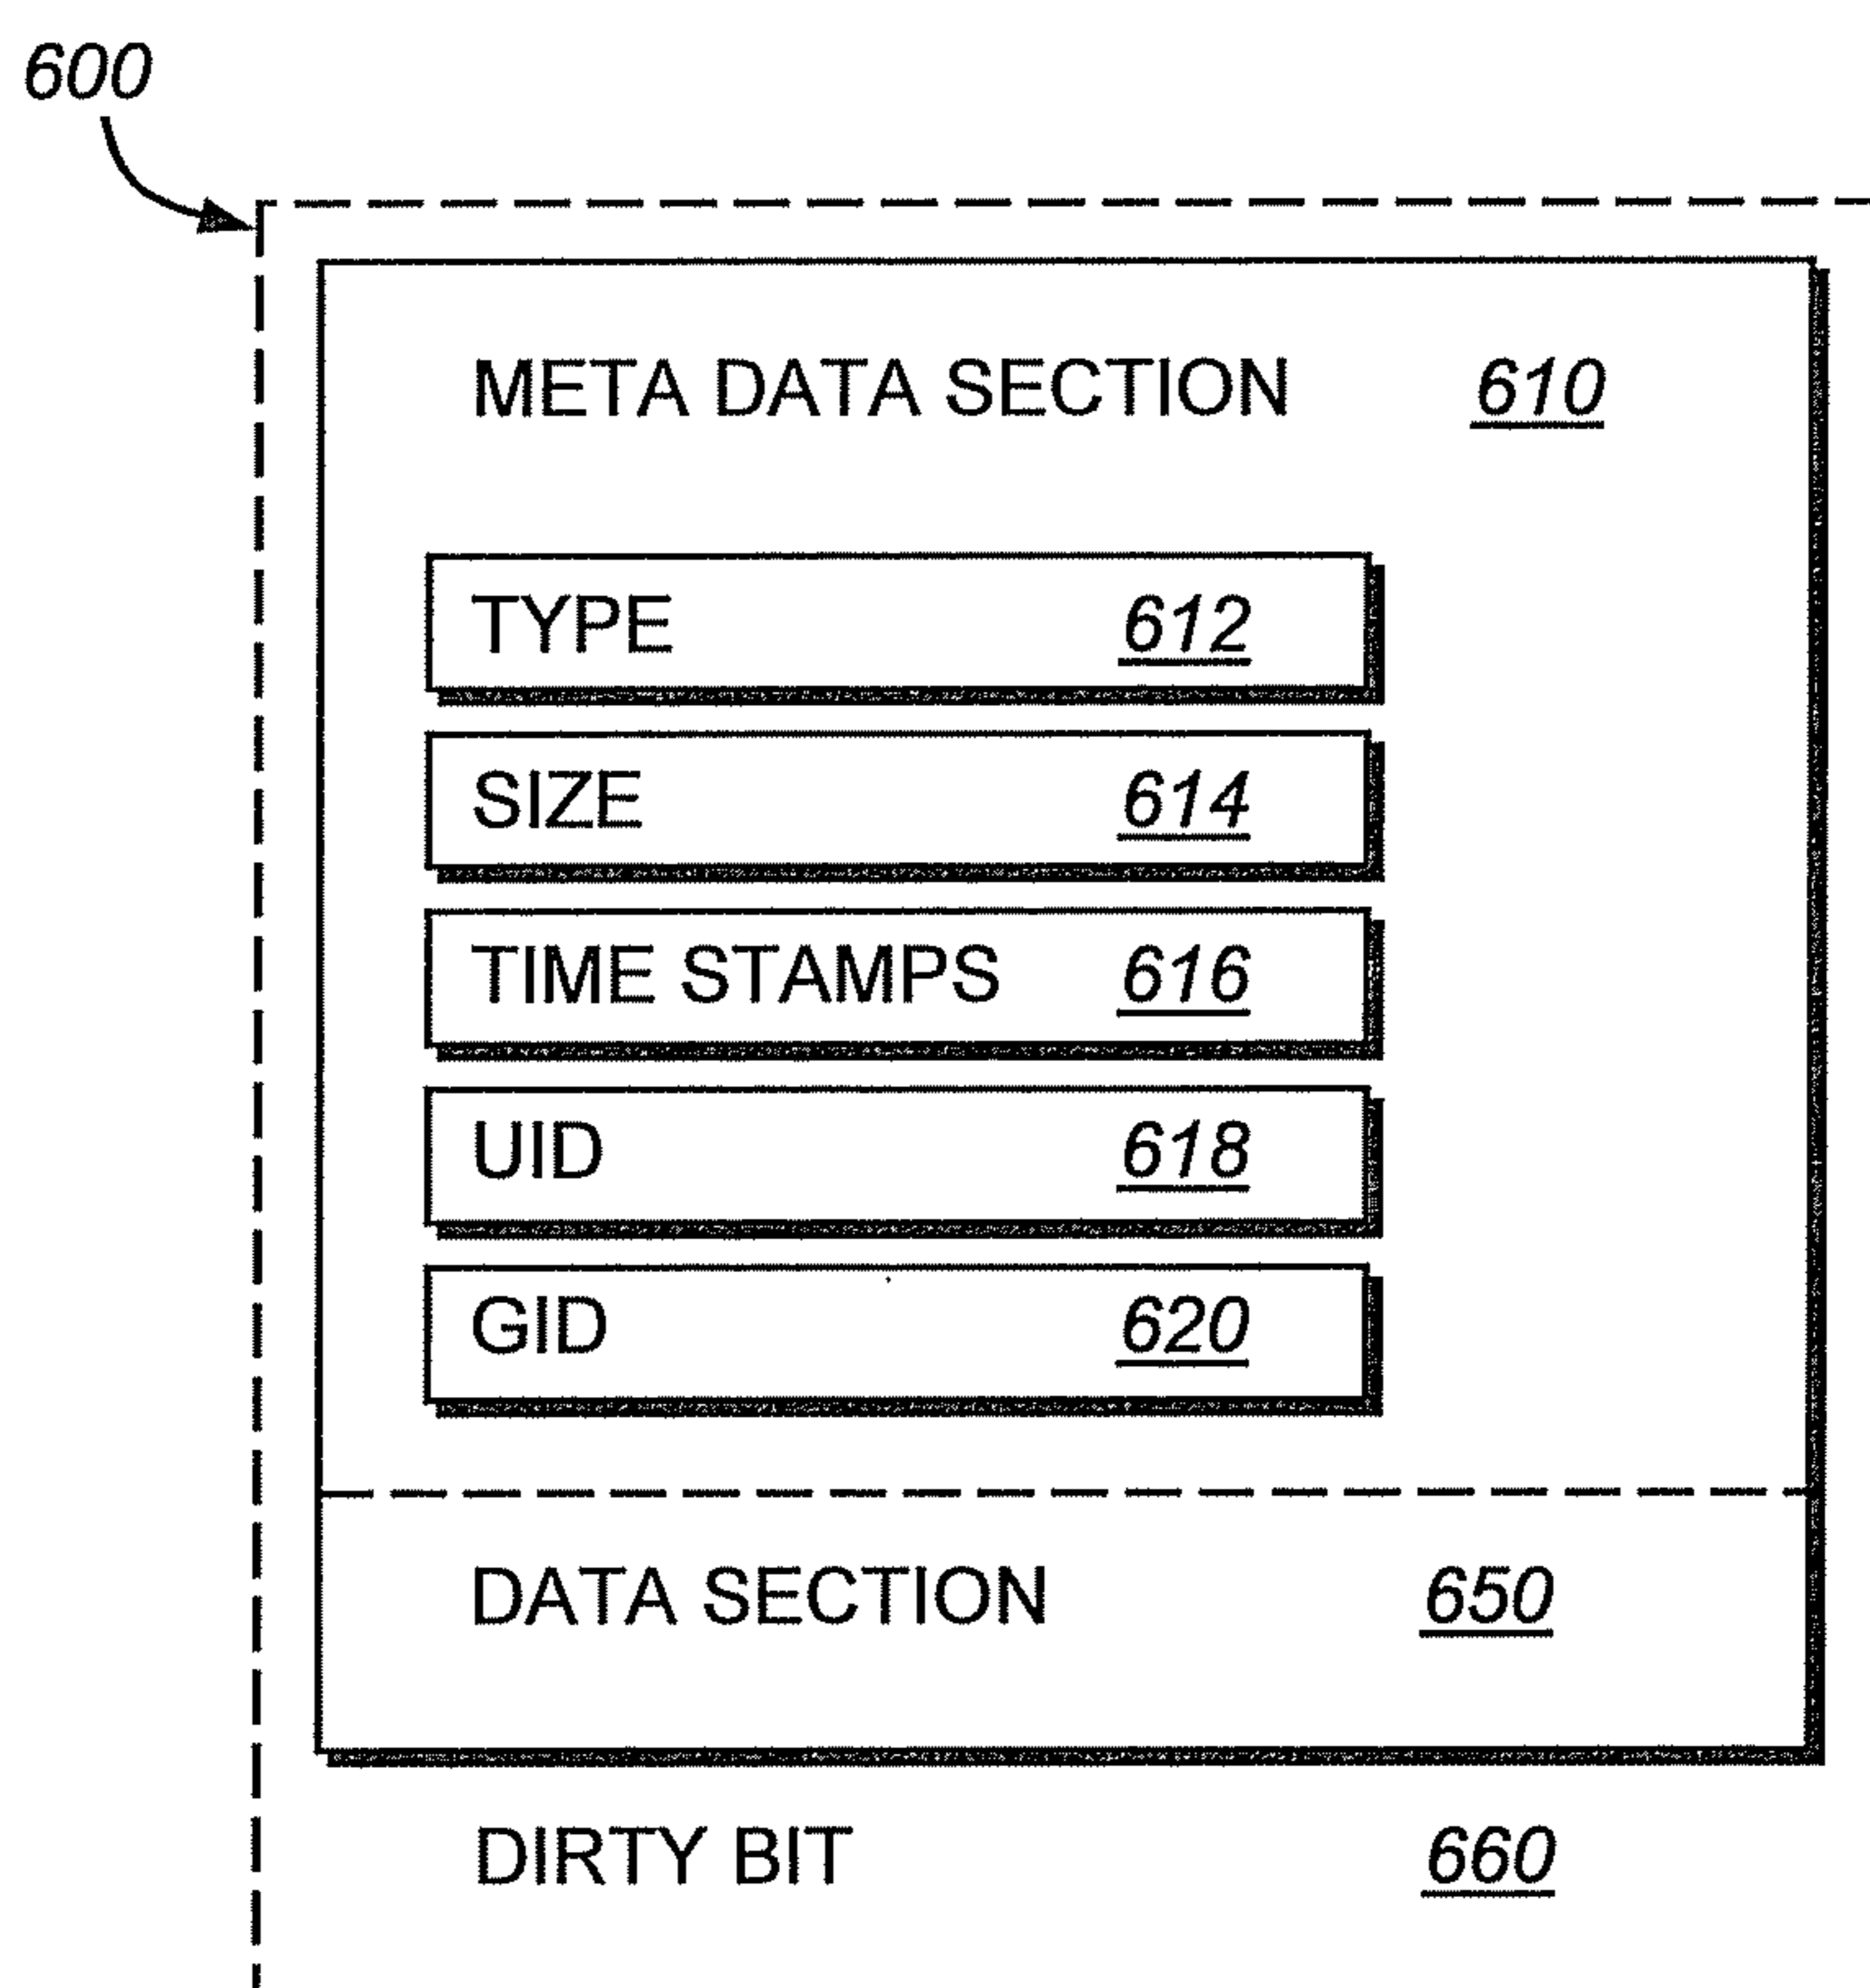 600
META DATA SECTION 610
TYPE 612
SIZE 614
TIME STAMPS 616
UID 618
GID 620
DATA SECTION 650
DIRTY BIT 660